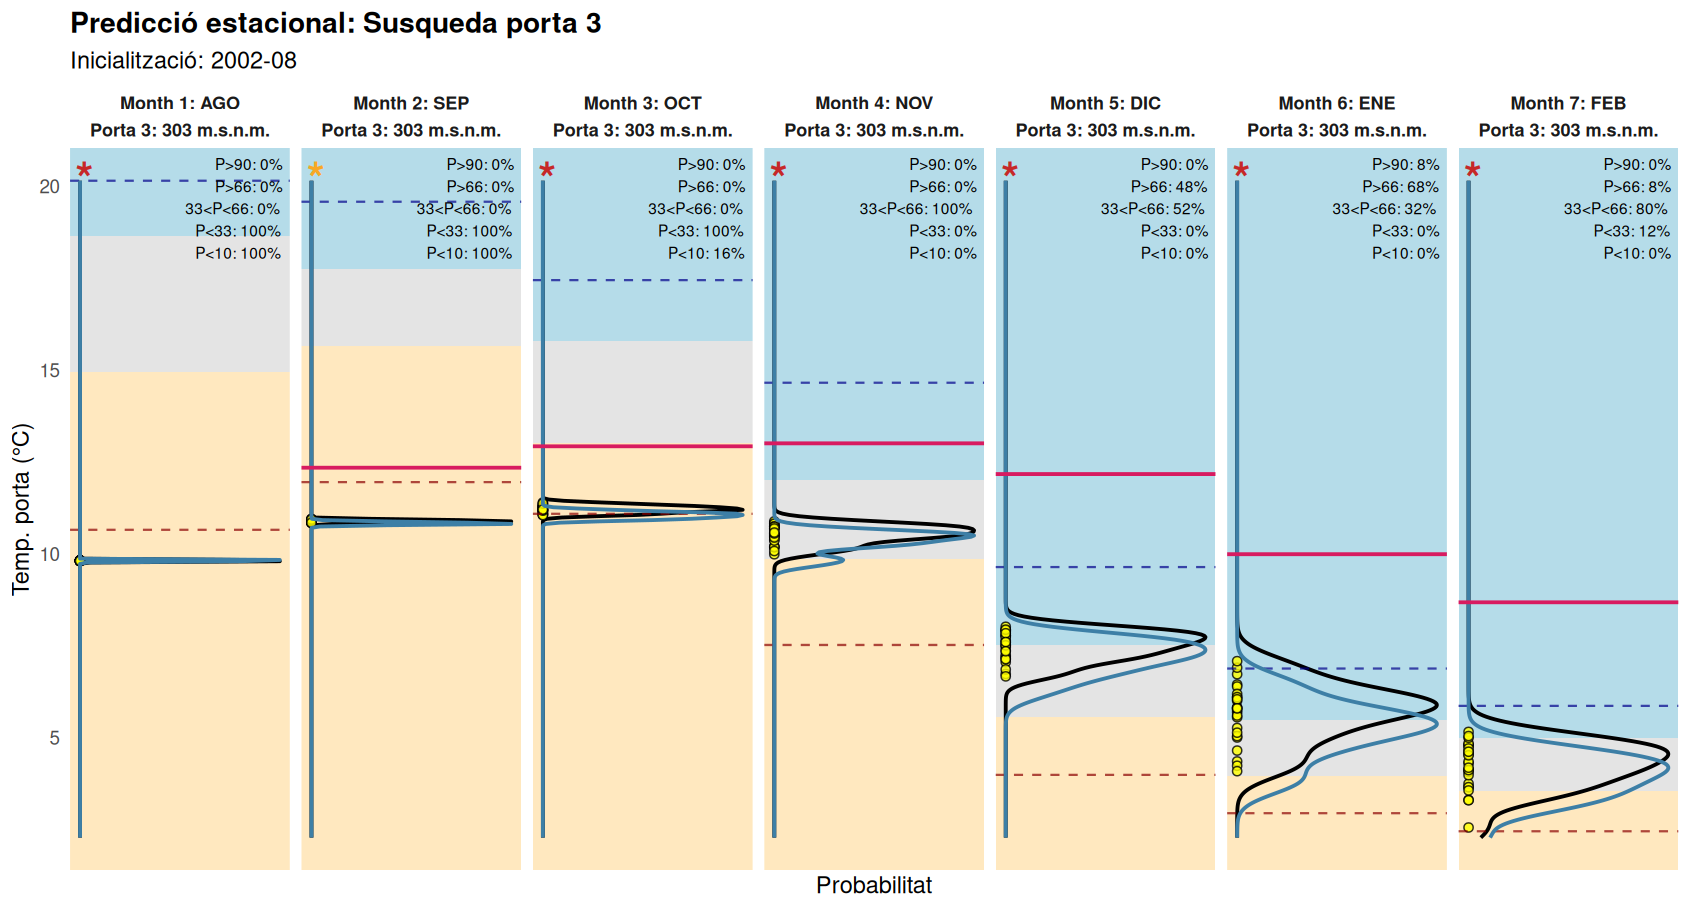 Predicció estacional: Susqueda porta 3
Inicialització: 2002-08
Month 1: AGO
Porta 3: 303 m.s.n.m.
Month 2: SEP
Porta 3: 303 m.s.n.m.
Month 3: OCT
Porta 3: 303 m.s.n.m.
Month 4: NOV
Porta 3: 303 m.s.n.m.
Month 5: DIC
Porta 3: 303 m.s.n.m.
Month 6: ENE
Porta 3: 303 m.s.n.m.
Month 7: FEB
Porta 3: 303 m.s.n.m.
*
P>90: 0%
P>66: 0%
33<P<66: 0%
P<33: 100%
P<10: 100%
*
P>90: 0%
P>66: 0%
33<P<66: 0%
P<33: 100%
P<10: 100%
*
P>90: 0%
P>66: 0%
33<P<66: 0%
P<33: 100%
P<10: 16%
*
P>90: 0%
P>66: 0%
33<P<66: 100%
P<33: 0%
P<10: 0%
*
P>90: 0%
P>66: 48%
33<P<66: 52%
P<33: 0%
P<10: 0%
*
P>90: 8%
P>66: 68%
33<P<66: 32%
P<33: 0%
P<10: 0%
*
P>90: 0%
P>66: 8%
33<P<66: 80%
P<33: 12%
P<10: 0%
20
15
10
5
Temp. porta (°C)
Probabilitat